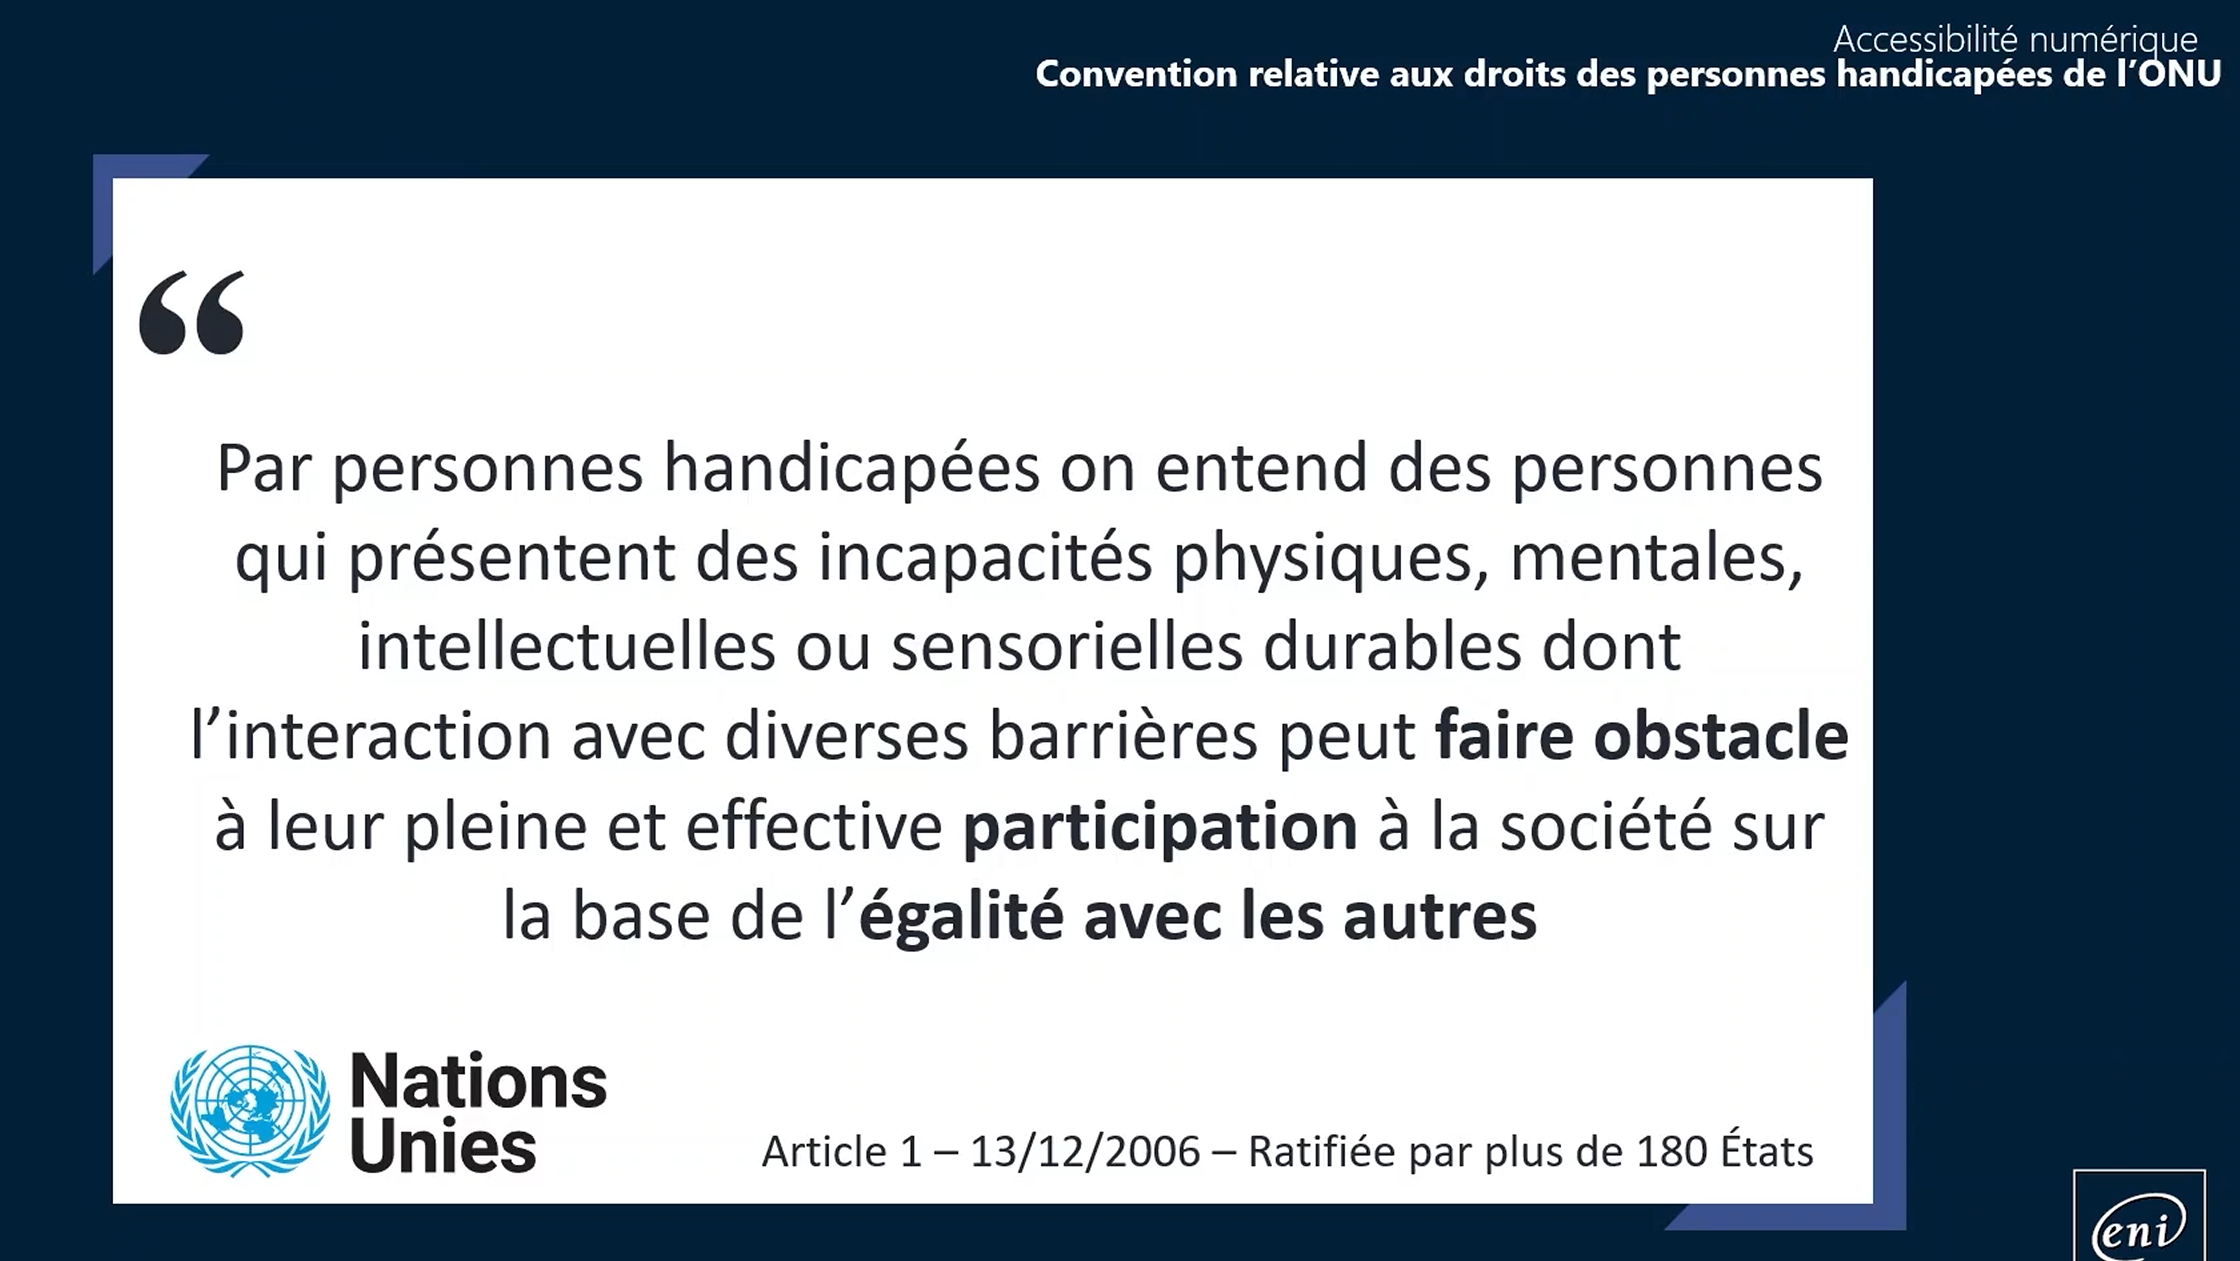 Accessibilité numérique
Convention relative aux droits des personnes handicapées de l’ONU
“
Par personnes handicapées on entend des personnes
qui présentent des incapacités physiques, mentales,
intellectuelles ou sensorielles durables dont
l’interaction avec diverses barrières peut faire obstacle
à leur pleine et effective participation à la société sur
la base de l’égalité avec les autres
Nations
Unies
Article 1 – 13/12/2006 – Ratifiée par plus de 180 États
eni